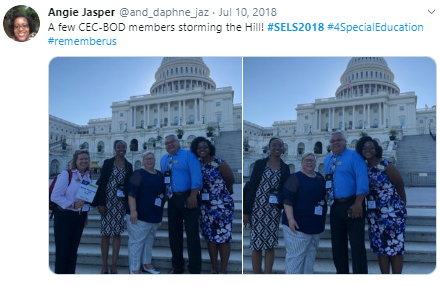 Angie Jasper @and_daphne_jaz · Jul 10, 2018
A few CEC-BOD members storming the Hill! #SELS2018 #4SpecialEducation
#rememberus